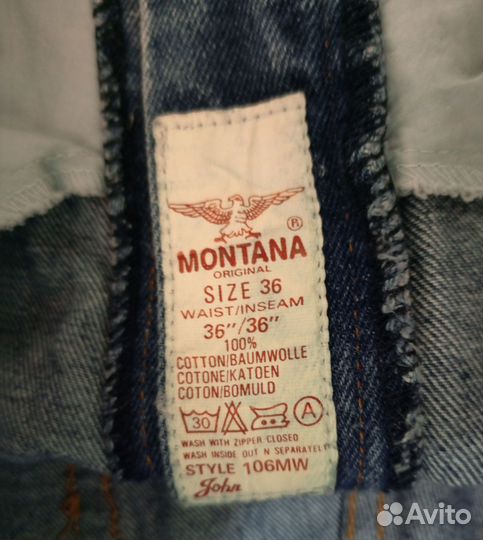 ®
MONTANA
ORIGINAL
SIZE 36
WAIST/INSEAM
36"/36"
100%
COTTON/BAUMWOLLE
COTONE/KATOEN
COTON/BOMULD
30 A
WASH WITH ZIPPER CLOSED
WASH INSIDE OUT N SEPARATELY
STYLE 106MW
John
Avito